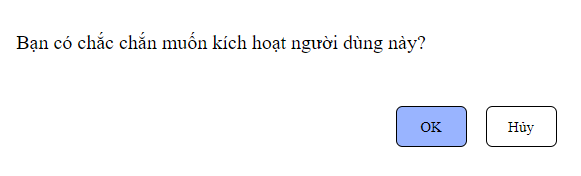 Bạn có chắc chắn muốn kích hoạt người dùng này?
OK Hủy